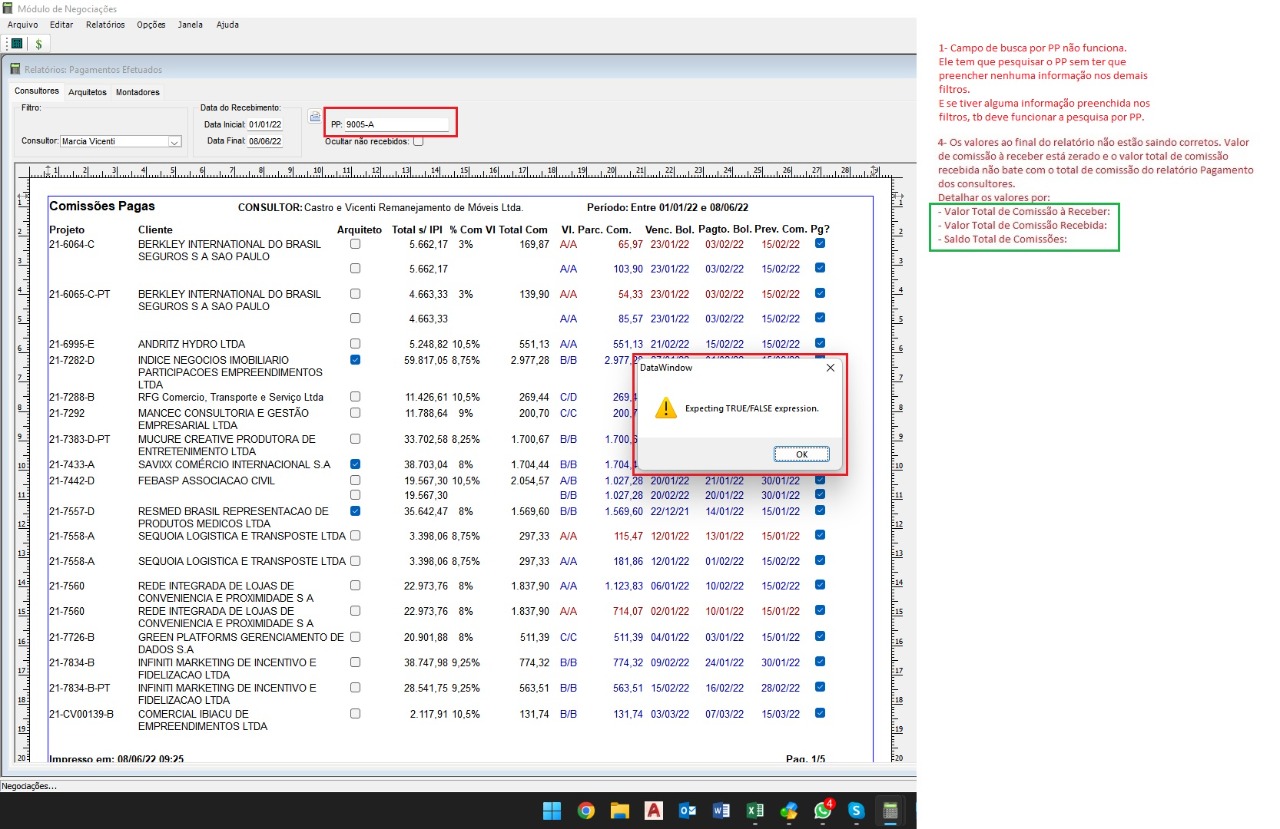 Módulo de Negociações
Arquivo Editar Relatórios Opções Janela Ajuda
$
Relatórios: Pagamentos Efetuados
Consultores Arquitetos Montadores
Filtro:
Consultor: Marcia Vicenti
Data do Recebimento:
Data Inicial: 01/01/22
Data Final: 08/06/22
PP: 9005-A
Ocultar não recebidos:
1 2 3 4 5 6 7 8 9 10 11 12 13 14 15 16 17 18 19 20 21 22 23 24 25 26 27 28 29
Comissões Pagas CONSULTOR: Castro e Vicenti Remanejamento de Móveis Ltda. Período: Entre 01/01/22 e 08/06/22
Projeto Cliente Arquiteto Total s/ IPI % Com Vl Total Com Vl. Parc. Com. Venc. Bol. Pagto. Bol. Prev. Com. Pg?
21-6064-C BERKLEY INTERNATIONAL DO BRASIL 5.662,17 3% 169,87 A/A 65,97 23/01/22 03/02/22 15/02/22
SEGUROS S A SAO PAULO
5.662,17 A/A 103,90 23/01/22 03/02/22 15/02/22
21-6065-C-PT BERKLEY INTERNATIONAL DO BRASIL 4.663,33 3% 139,90 A/A 54,33 23/01/22 03/02/22 15/02/22
SEGUROS S A SAO PAULO
4.663,33 A/A 85,57 23/01/22 03/02/22 15/02/22
21-6995-E ANDRITZ HYDRO LTDA 5.248,82 10,5% 551,13 A/A 551,13 21/02/22 15/02/22 15/02/22
21-7282-D INDICE NEGOCIOS IMOBILIARIO 59.817,05 8,75% 2.977,28 B/B
PARTICIPACOES EMPREENDIMENTOS
LTDA
21-7288-B RFG Comercio, Transporte e Serviço Ltda 11.426,61 10,5% 269,44 C/D
21-7292 MANCEC CONSULTORIA E GESTÃO 11.788,64 9% 200,70 C/C
EMPRESARIAL LTDA
21-7383-D-PT MUCURE CREATIVE PRODUTORA DE 33.702,58 8,25% 1.700,67 B/B
ENTRETENIMENTO LTDA
21-7433-A SAVIXX COMÉRCIO INTERNACIONAL S.A 38.703,04 8% 1.704,44 B/B
21-7442-D FEBASP ASSOCIACAO CIVIL 19.567,30 10,5% 2.054,57 A/B 1.027,28 20/01/22 21/01/22 30/01/22
19.567,30 B/B 1.027,28 20/02/22 20/01/22 30/01/22
21-7557-D RESMED BRASIL REPRESENTACAO DE 35.642,47 8% 1.569,60 B/B 1.569,60 22/12/21 14/01/22 15/01/22
PRODUTOS MEDICOS LTDA
21-7558-A SEQUOIA LOGISTICA E TRANSPOSTE LTDA 3.398,06 8,75% 297,33 A/A 115,47 12/01/22 13/01/22 15/01/22
21-7558-A SEQUOIA LOGISTICA E TRANSPOSTE LTDA 3.398,06 8,75% 297,33 A/A 181,86 12/01/22 02/01/22 15/01/22
21-7560 REDE INTEGRADA DE LOJAS DE 22.973,76 8% 1.837,90 A/A 1.123,83 06/01/22 10/02/22 15/02/22
CONVENIENCIA E PROXIMIDADE S A
21-7560 REDE INTEGRADA DE LOJAS DE 22.973,76 8% 1.837,90 A/A 714,07 02/01/22 10/01/22 15/01/22
CONVENIENCIA E PROXIMIDADE S A
21-7726-B GREEN PLATFORMS GERENCIAMENTO DE 20.901,88 8% 511,39 C/C 511,39 04/01/22 03/01/22 15/01/22
DADOS S.A
21-7834-B INFINITI MARKETING DE INCENTIVO E 38.747,98 9,25% 774,32 B/B 774,32 09/02/22 24/01/22 30/01/22
FIDELIZACAO LTDA
21-7834-B-PT INFINITI MARKETING DE INCENTIVO E 28.541,75 9,25% 563,51 B/B 563,51 15/02/22 16/02/22 28/02/22
FIDELIZACAO LTDA
21-CV00139-B COMERCIAL IBIACU DE 2.117,91 10,5% 131,74 B/B 131,74 03/03/22 07/03/22 15/03/22
EMPREENDIMENTOS LTDA
Impresso em: 08/06/22 09:25 Pag. 1/5
DataWindow
Expecting TRUE/FALSE expression.
OK
Negociações...
4
1- Campo de busca por PP não funciona.
Ele tem que pesquisar o PP sem ter que
preencher nenhuma informação nos demais
filtros.
E se tiver alguma informação preenchida nos
filtros, tb deve funcionar a pesquisa por PP.
4- Os valores ao final do relatório não estão saindo corretos. Valor
de comissão à receber está zerado e o valor total de comissão
recebida não bate com o total de comissão do relatório Pagamento
dos consultores.
Detalhar os valores por:
- Valor Total de Comissão à Receber:
- Valor Total de Comissão Recebida:
- Saldo Total de Comissões: